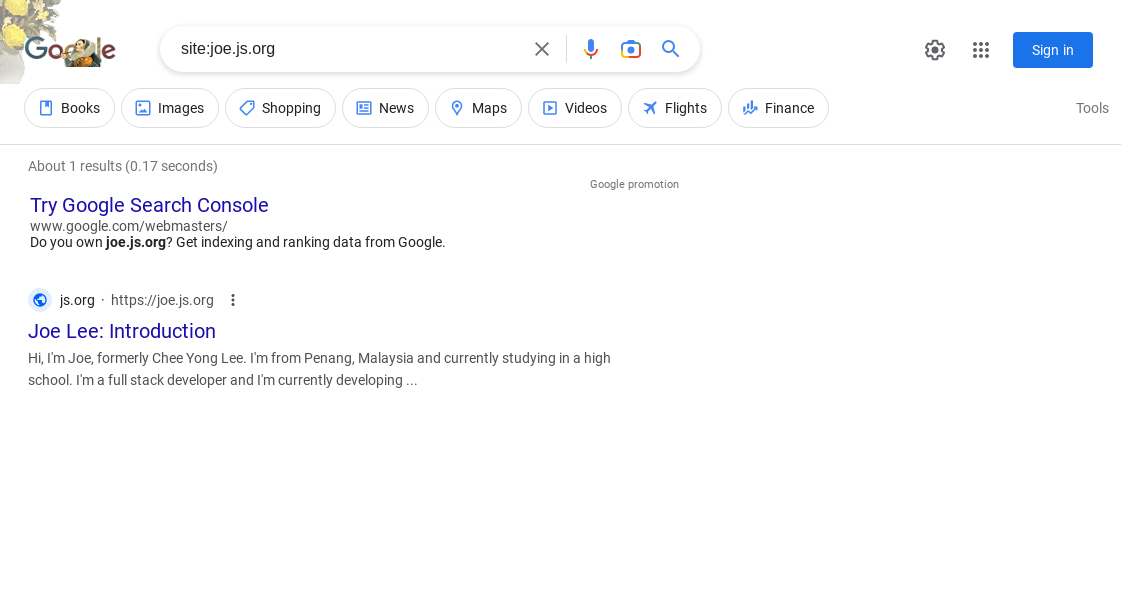 Google
site:joe.js.org
Sign in
Books
Images
Shopping
News
Maps
Videos
Flights
Finance
Tools
About 1 results (0.17 seconds)
Google promotion
Try Google Search Console
www.google.com/webmasters/
Do you own joe.js.org? Get indexing and ranking data from Google.
js.org · https://joe.js.org
Joe Lee: Introduction
Hi, I'm Joe, formerly Chee Yong Lee. I'm from Penang, Malaysia and currently studying in a high
school. I'm a full stack developer and I'm currently developing ...